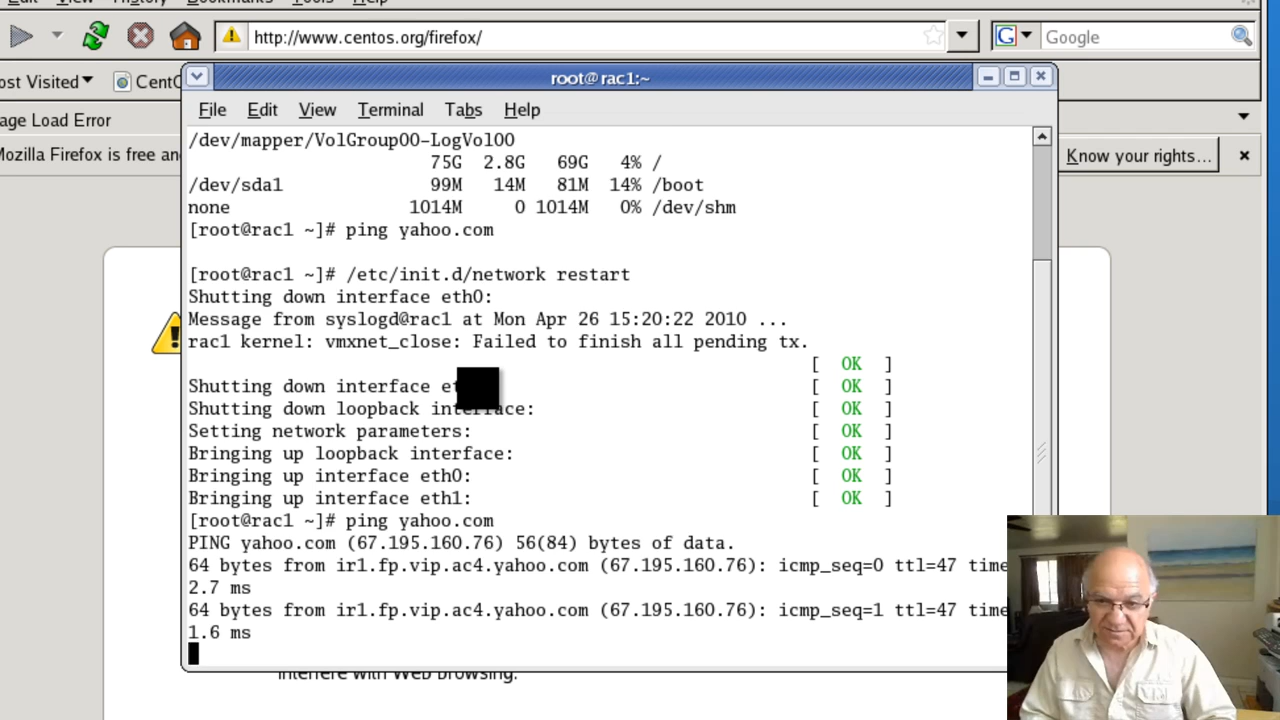 Edit View History Bookmarks Tools Help
http://www.centos.org/firefox/
G Google
ost Visited CentO
root@rac1:~
age Load Error
File Edit View Terminal Tabs Help
Mozilla Firefox is free an
Know your rights...
/dev/mapper/VolGroup00-LogVol00
75G 2.8G 69G 4% /
/dev/sda1 99M 14M 81M 14% /boot
none 1014M 0 1014M 0% /dev/shm
[root@rac1 ~]# ping yahoo.com
[root@rac1 ~]# /etc/init.d/network restart
Shutting down interface eth0:
Message from syslogd@rac1 at Mon Apr 26 15:20:22 2010 ...
rac1 kernel: vmxnet_close: Failed to finish all pending tx.
[ OK ]
Shutting down interface et [ OK ]
Shutting down loopback interface: [ OK ]
Setting network parameters: [ OK ]
Bringing up loopback interface: [ OK ]
Bringing up interface eth0: [ OK ]
Bringing up interface eth1: [ OK ]
[root@rac1 ~]# ping yahoo.com
PING yahoo.com (67.195.160.76) 56(84) bytes of data.
64 bytes from ir1.fp.vip.ac4.yahoo.com (67.195.160.76): icmp_seq=0 ttl=47 time
2.7 ms
64 bytes from ir1.fp.vip.ac4.yahoo.com (67.195.160.76): icmp_seq=1 ttl=47 time
1.6 ms
interfere with Web browsing.